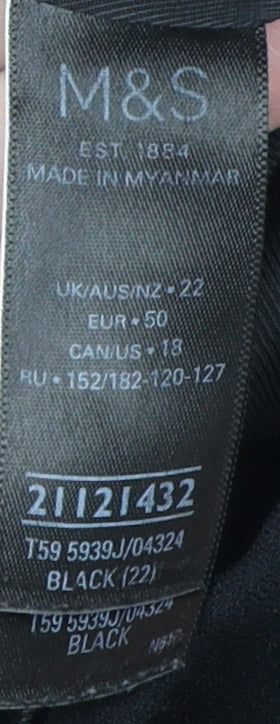 M&S
EST. 1884
MADE IN MYANMAR
UK/AUS/NZ • 22
EUR • 50
CAN/US • 18
RU • 152/182-120-127
21121432
T59 5939J/04324
BLACK (22)
T59 5939J/04324
BLACK